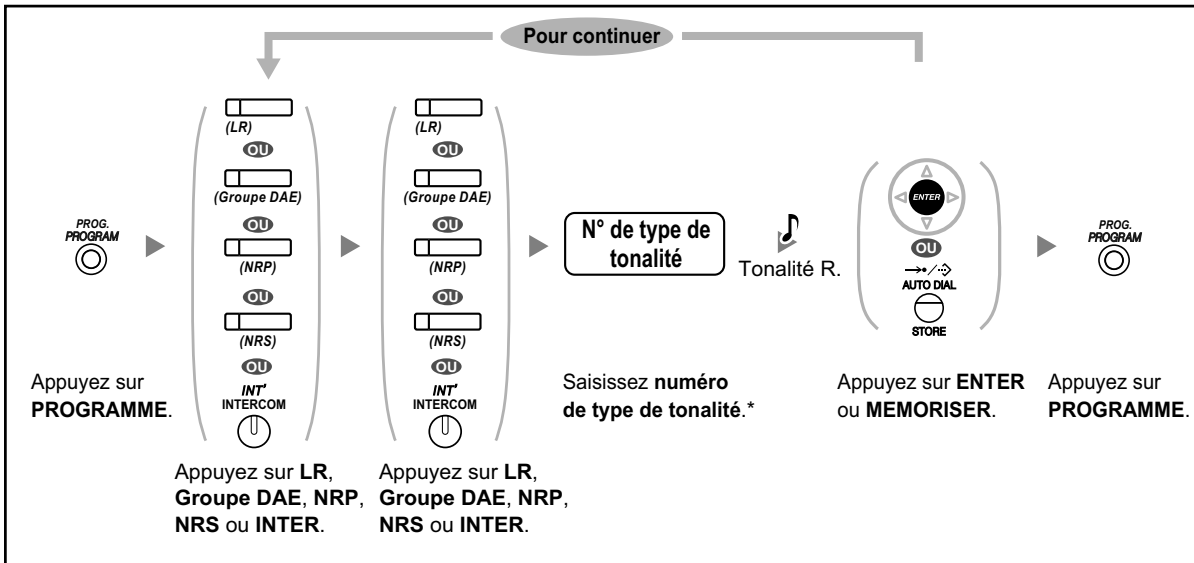 Pour continuer
PROG.
PROGRAM
Appuyez sur
PROGRAMME.
(LR)
OU
(Groupe DAE)
OU
(NRP)
OU
(NRS)
OU
INT'
INTERCOM
Appuyez sur LR,
Groupe DAE, NRP,
NRS ou INTER.
(LR)
OU
(Groupe DAE)
OU
(NRP)
OU
(NRS)
OU
INT'
INTERCOM
Appuyez sur LR,
Groupe DAE, NRP,
NRS ou INTER.
N° de type de
tonalité
Saisissez numéro
de type de tonalité.*
Tonalité R.
ENTER
OU
AUTO DIAL
STORE
Appuyez sur ENTER
ou MEMORISER.
PROG.
PROGRAM
Appuyez sur
PROGRAMME.